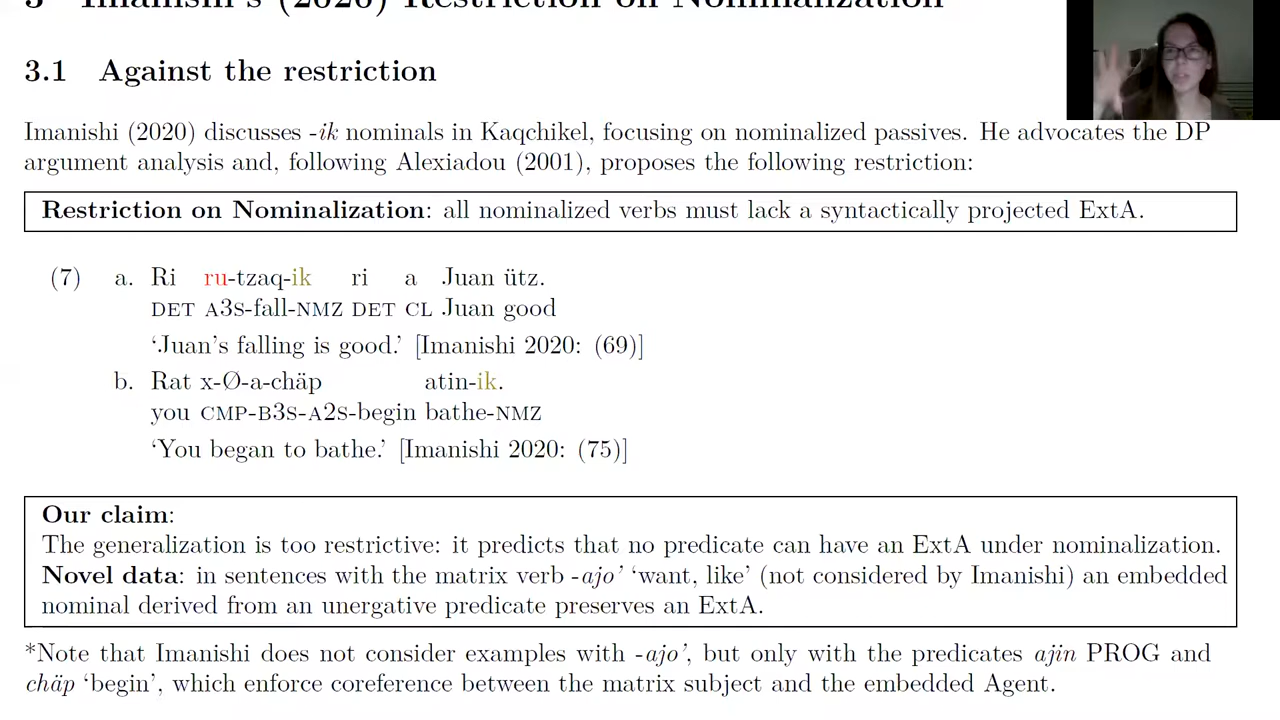 3 Imanishi's (2020) Restriction on Nominalization
3.1 Against the restriction
Imanishi (2020) discusses -ik nominals in Kaqchikel, focusing on nominalized passives. He advocates the DP
argument analysis and, following Alexiadou (2001), proposes the following restriction:
Restriction on Nominalization: all nominalized verbs must lack a syntactically projected ExtA.
(7) a. Ri ru-tzaq-ik ri a Juan ütz.
DET A3S-fall-NMZ DET CL Juan good
‘Juan’s falling is good.’ [Imanishi 2020: (69)]
b. Rat x-Ø-a-chäp atin-ik.
you CMP-B3S-A2S-begin bathe-NMZ
‘You began to bathe.’ [Imanishi 2020: (75)]
Our claim:
The generalization is too restrictive: it predicts that no predicate can have an ExtA under nominalization.
Novel data: in sentences with the matrix verb -ajo’ ‘want, like’ (not considered by Imanishi) an embedded
nominal derived from an unergative predicate preserves an ExtA.
*Note that Imanishi does not consider examples with -ajo’, but only with the predicates ajin PROG and
chäp ‘begin’, which enforce coreference between the matrix subject and the embedded Agent.